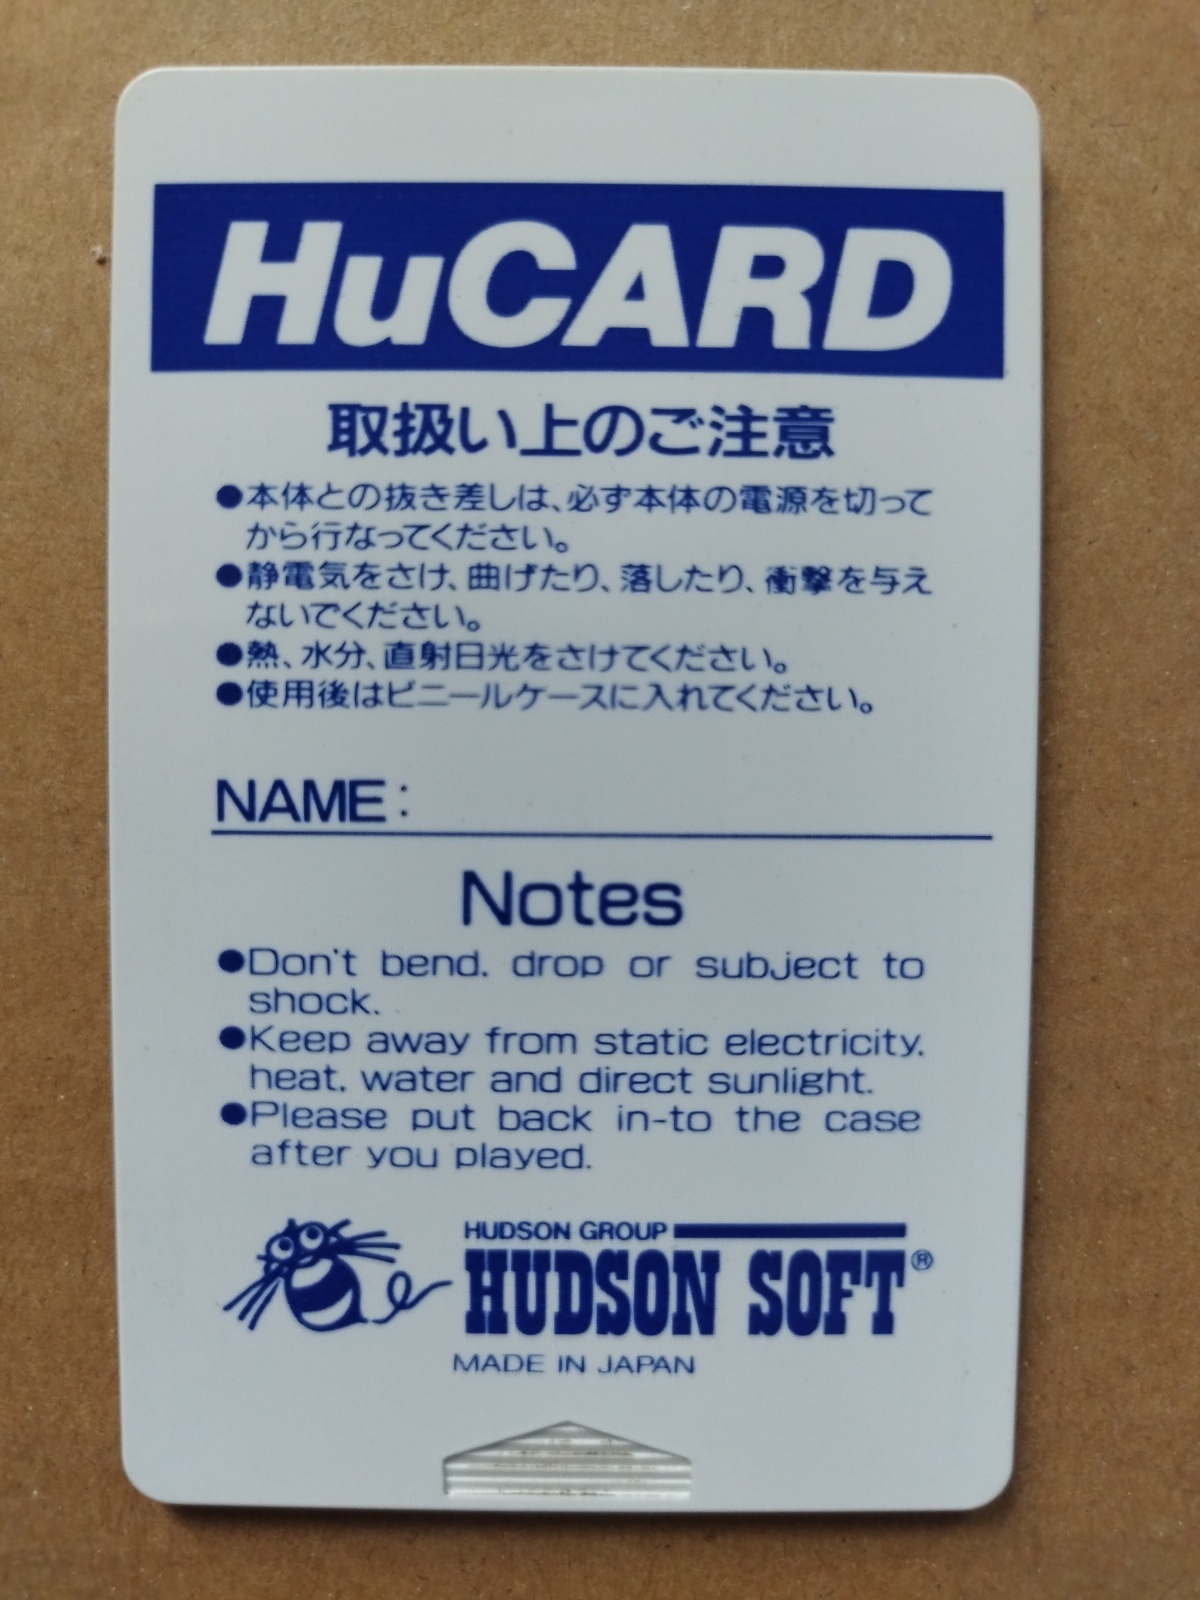 HuCARD
取扱い上のご注意
●本体との抜き差しは、必ず本体の電源を切って
から行なってください。
●静電気をさけ、曲げたり、落したり、衝撃を与え
ないでください。
●熱、水分、直射日光をさけてください。
●使用後はビニールケースに入れてください。
NAME:
Notes
●Don't bend. drop or subject to
shock.
●Keep away from static electricity.
heat. water and direct sunlight.
●Please put back in-to the case
after you played.
HUDSON GROUP
HUDSON SOFT®
MADE IN JAPAN